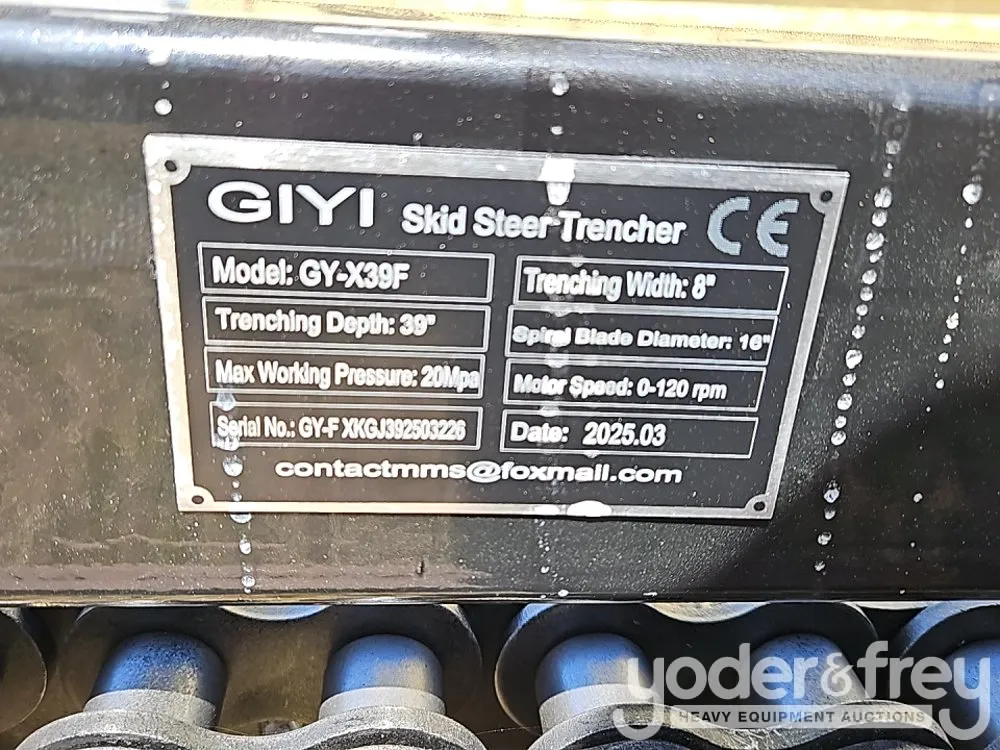 GIYI Skid Steer Trencher CE
Model: GY-X39F
Trenching Width: 8"
Trenching Depth: 39"
Spiral Blade Diameter: 16"
Max Working Pressure: 20Mpa
Motor Speed: 0-120 rpm
Serial No.: GY-F XKGJ392503226
Date: 2025.03
contactmms@foxmail.com
yoder&frey
HEAVY EQUIPMENT AUCTIONS